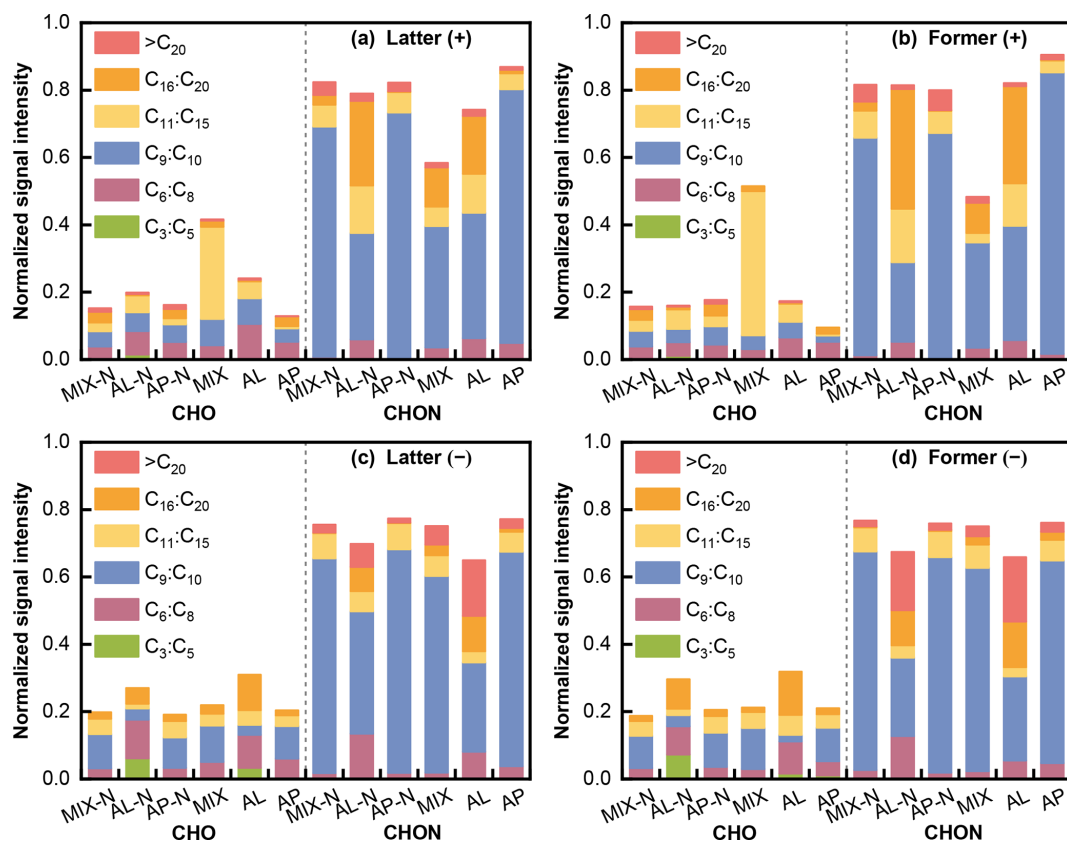 Normalized signal intensity
1.0
0.8
0.6
0.4
0.2
0.0
(a) Latter (+)
>C20
C16:C20
C11:C15
C9:C10
C6:C8
C3:C5
MIX-N AL-N AP-N MIX AL AP MIX-N AL-N AP-N MIX AL AP
CHO CHON
Normalized signal intensity
1.0
0.8
0.6
0.4
0.2
0.0
(b) Former (+)
>C20
C16:C20
C11:C15
C9:C10
C6:C8
C3:C5
MIX-N AL-N AP-N MIX AL AP MIX-N AL-N AP-N MIX AL AP
CHO CHON
Normalized signal intensity
1.0
0.8
0.6
0.4
0.2
0.0
(c) Latter (−)
>C20
C16:C20
C11:C15
C9:C10
C6:C8
C3:C5
MIX-N AL-N AP-N MIX AL AP MIX-N AL-N AP-N MIX AL AP
CHO CHON
Normalized signal intensity
1.0
0.8
0.6
0.4
0.2
0.0
(d) Former (−)
>C20
C16:C20
C11:C15
C9:C10
C6:C8
C3:C5
MIX-N AL-N AP-N MIX AL AP MIX-N AL-N AP-N MIX AL AP
CHO CHON